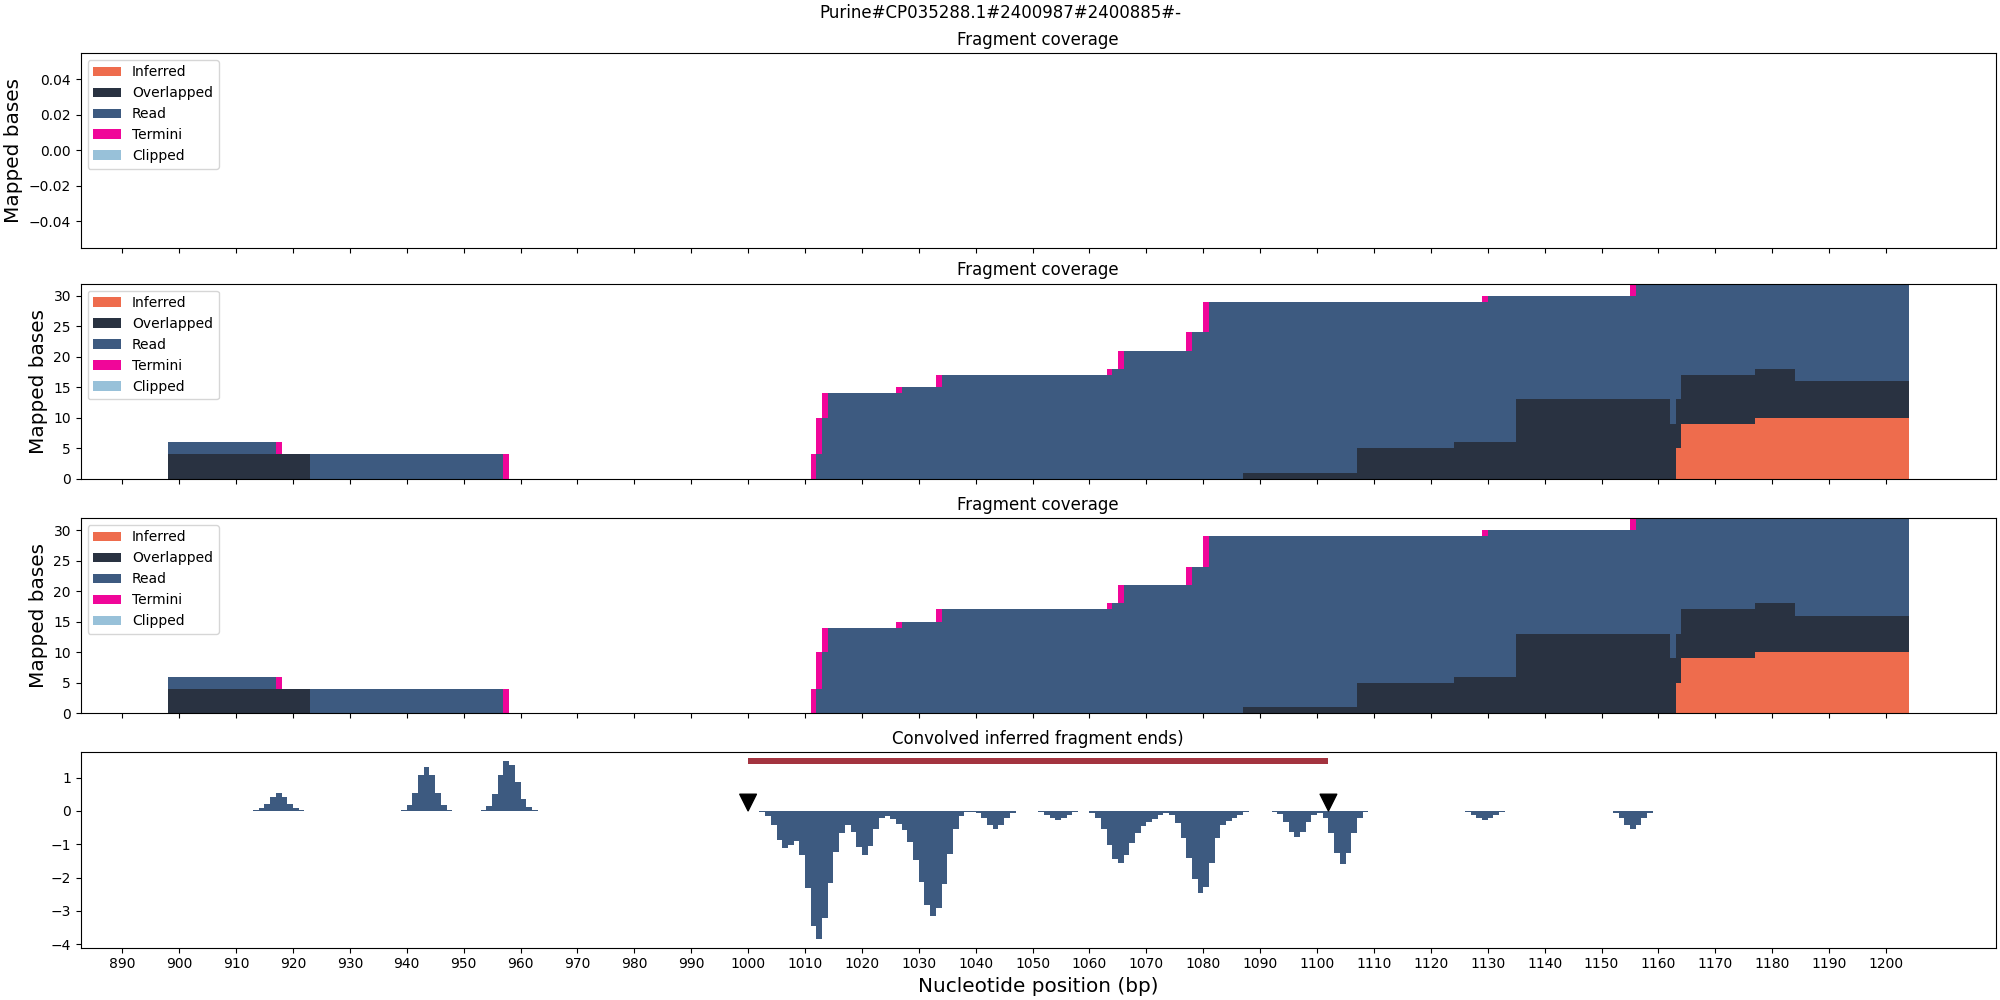 Purine#CP035288.1#2400987#2400885#-
Fragment coverage
Mapped bases
0.04
0.02
0.00
−0.02
−0.04
Inferred
Overlapped
Read
Termini
Clipped
Fragment coverage
Mapped bases
30
25
20
15
10
5
0
Inferred
Overlapped
Read
Termini
Clipped
Fragment coverage
Mapped bases
30
25
20
15
10
5
0
Inferred
Overlapped
Read
Termini
Clipped
Convolved inferred fragment ends)
1
0
−1
−2
−3
−4
890 900 910 920 930 940 950 960 970 980 990 1000 1010 1020 1030 1040 1050 1060 1070 1080 1090 1100 1110 1120 1130 1140 1150 1160 1170 1180 1190 1200
Nucleotide position (bp)